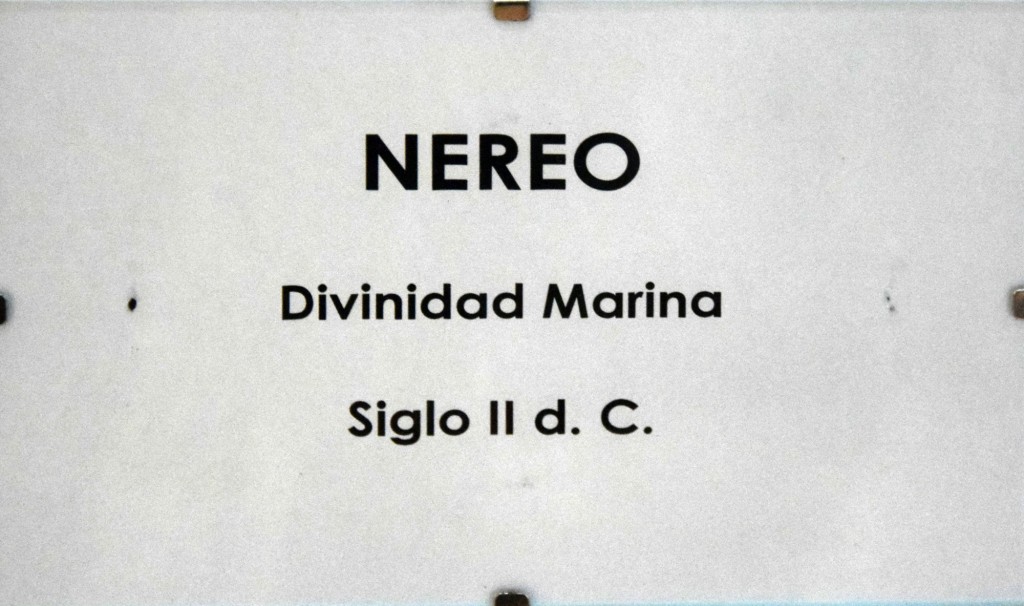 NEREO
Divinidad Marina
Siglo II d. C.